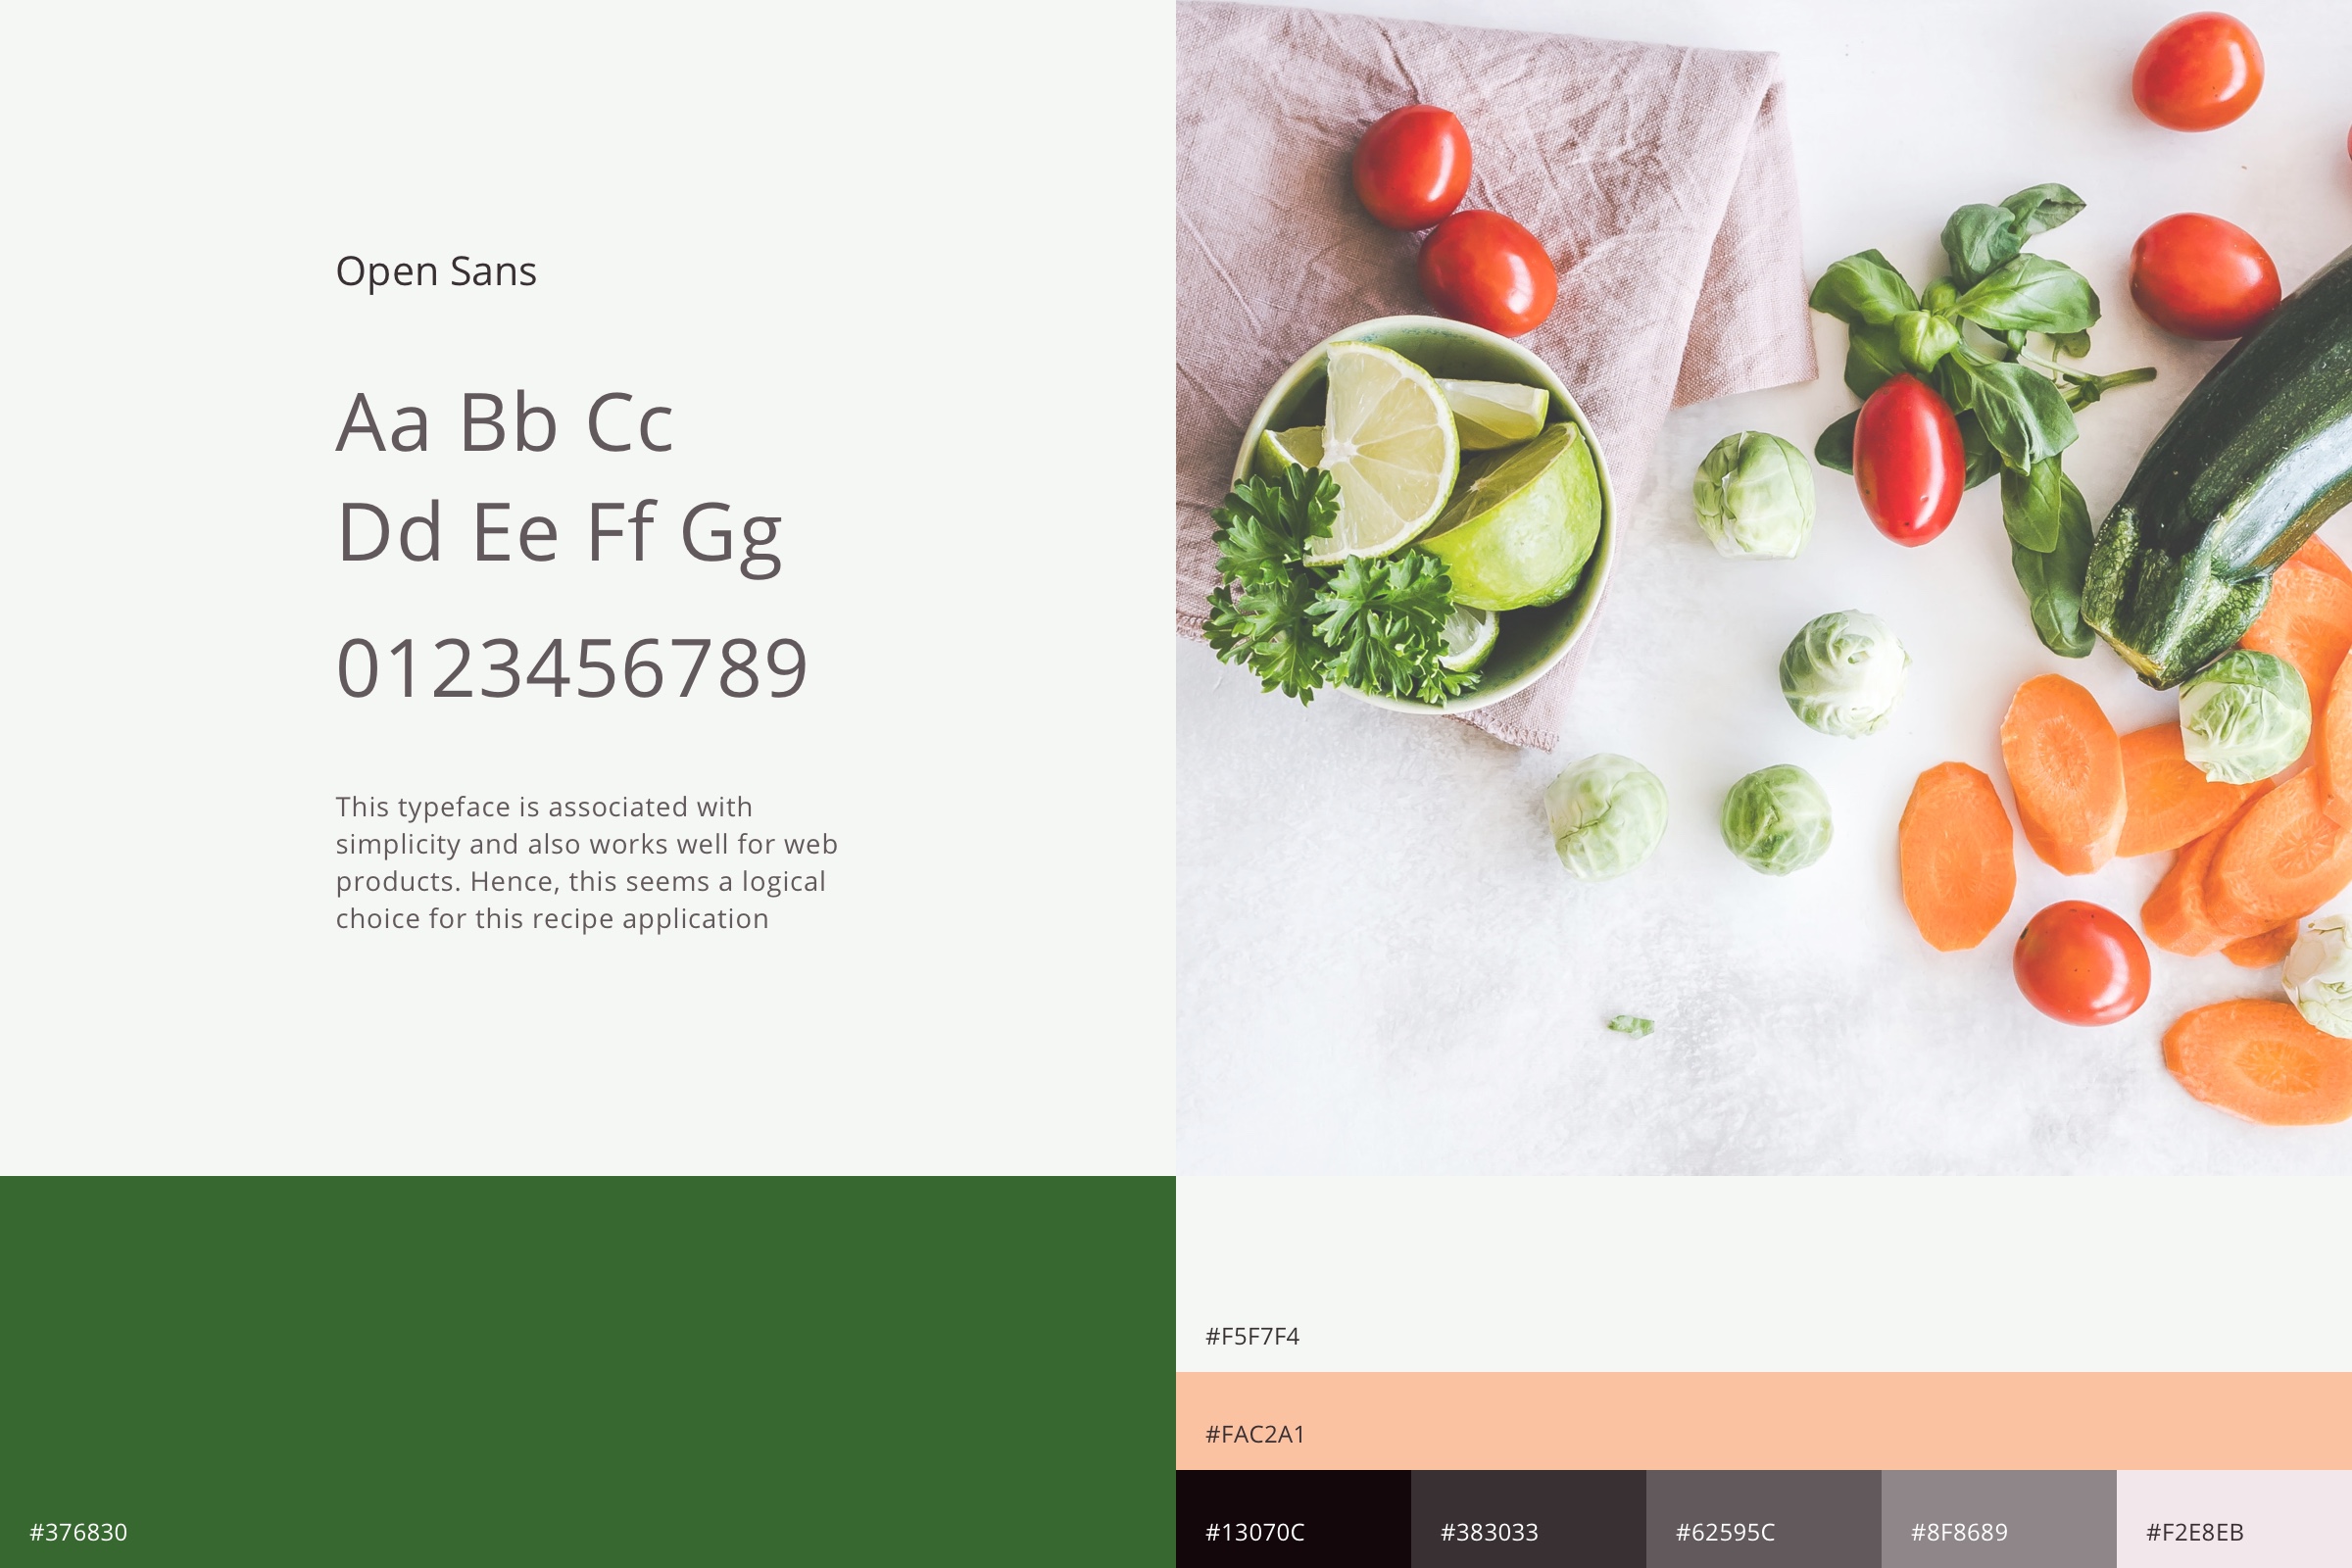 Open Sans
Aa Bb Cc
Dd Ee Ff Gg
0123456789
This typeface is associated with
simplicity and also works well for web
products. Hence, this seems a logical
choice for this recipe application
#376830
#F5F7F4
#FAC2A1
#13070C
#383033
#62595C
#8F8689
#F2E8EB